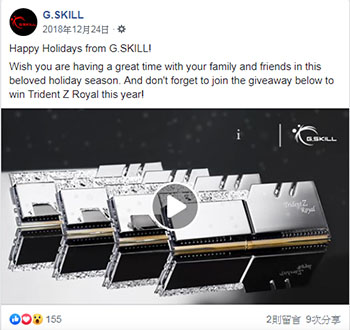 G.SKILL
2018年12月24日
Happy Holidays from G.SKILL!
Wish you are having a great time with your family and friends in this
beloved holiday season. And don't forget to join the giveaway below to
win Trident Z Royal this year!
i
G.SKILL
Trident Z
Royal
155
2則留言 9次分享